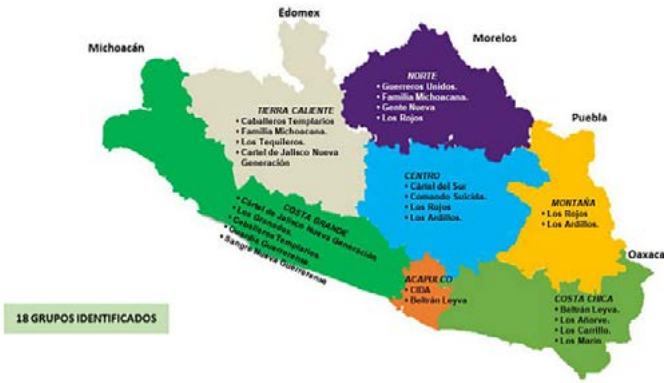 Edomex
Michoacán
Morelos
NORTE
• Guerreros Unidos.
• Familia Michoacana.
• Gente Nueva
• Los Rojos
Puebla
TIERRA CALIENTE
• Caballeros Templarios
• Familia Michoacana.
• Los Tequileros.
• Cartel de Jalisco Nueva
Generación
CENTRO
• Cártel del Sur
• Comando Suicida.
• Los Rojos
• Los Ardillos.
MONTAÑA
• Los Rojos
• Los Ardillos.
COSTA GRANDE
• Cártel de Jalisco Nueva Generación
• Los Granados.
• Caballeros Templarios.
• Guerrerense.
• Sangre Nueva Guerrerense
Oaxaca
ACAPULCO
• CIDA
• Beltrán Leyva
COSTA CHICA
• Beltrán Leyva.
• Los Añorve.
• Los Carrillo.
• Los Marín
18 GRUPOS IDENTIFICADOS